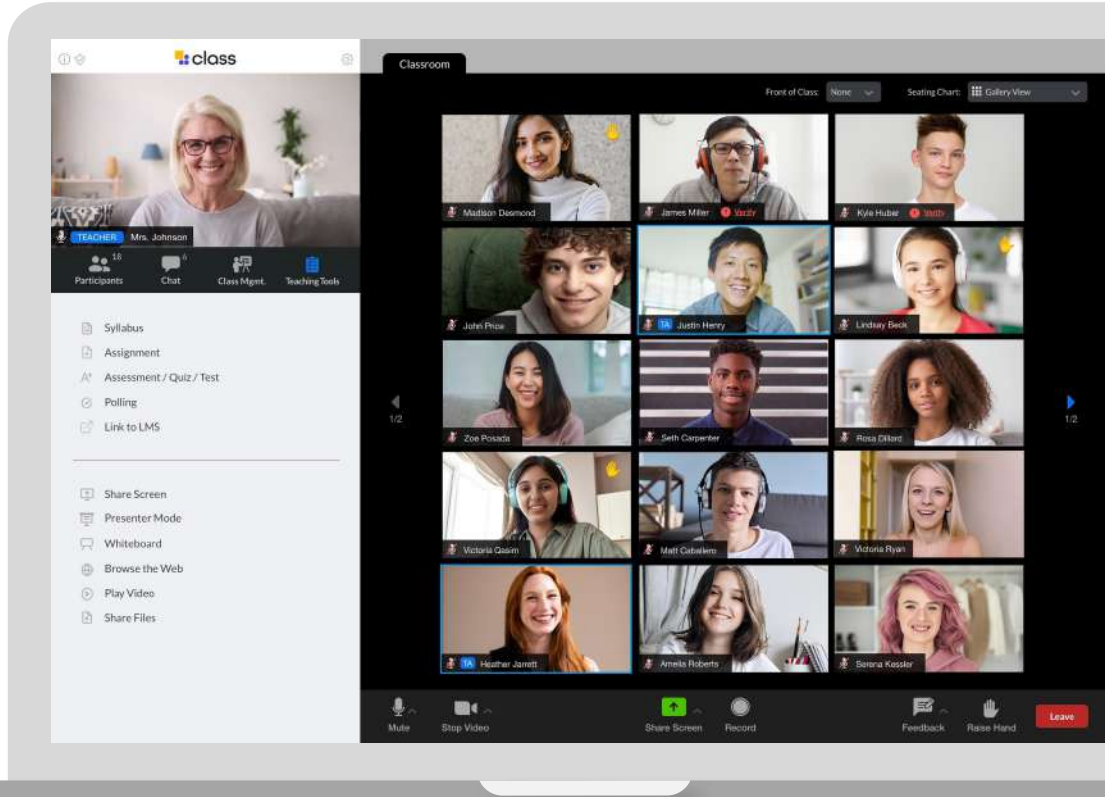 class
TEACHER Mrs. Johnson
18
6
Participants Chat Class Mgmt. Teaching Tools
Syllabus
Assignment
A+ Assessment / Quiz / Test
Polling
Link to LMS
Share Screen
Presenter Mode
Whiteboard
Browse the Web
Play Video
Share Files
Classroom
Front of Class: None Seating Chart: Gallery View
Madison Desmond James Miller Verify Kyle Huber Verify
John Price TA Justin Henry Lindsay Beck
1/2 1/2
Zoe Posada Seth Carpenter Rosa Dillard
Victoria Qasim Matt Caballero Victoria Ryan
TA Heather Jarrett Amelia Roberts Serena Kessler
Mute Stop Video Share Screen Record Feedback Raise Hand Leave